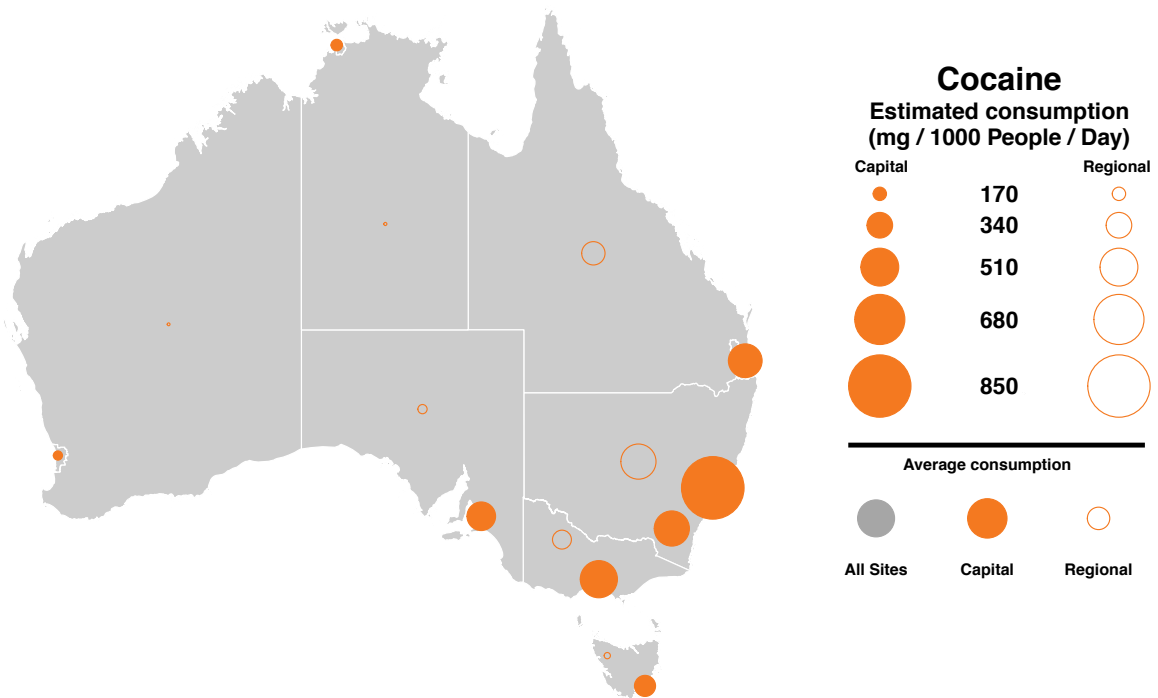 Cocaine
Estimated consumption
(mg / 1000 People / Day)
Capital Regional
170
340
510
680
850
Average consumption
All Sites Capital Regional